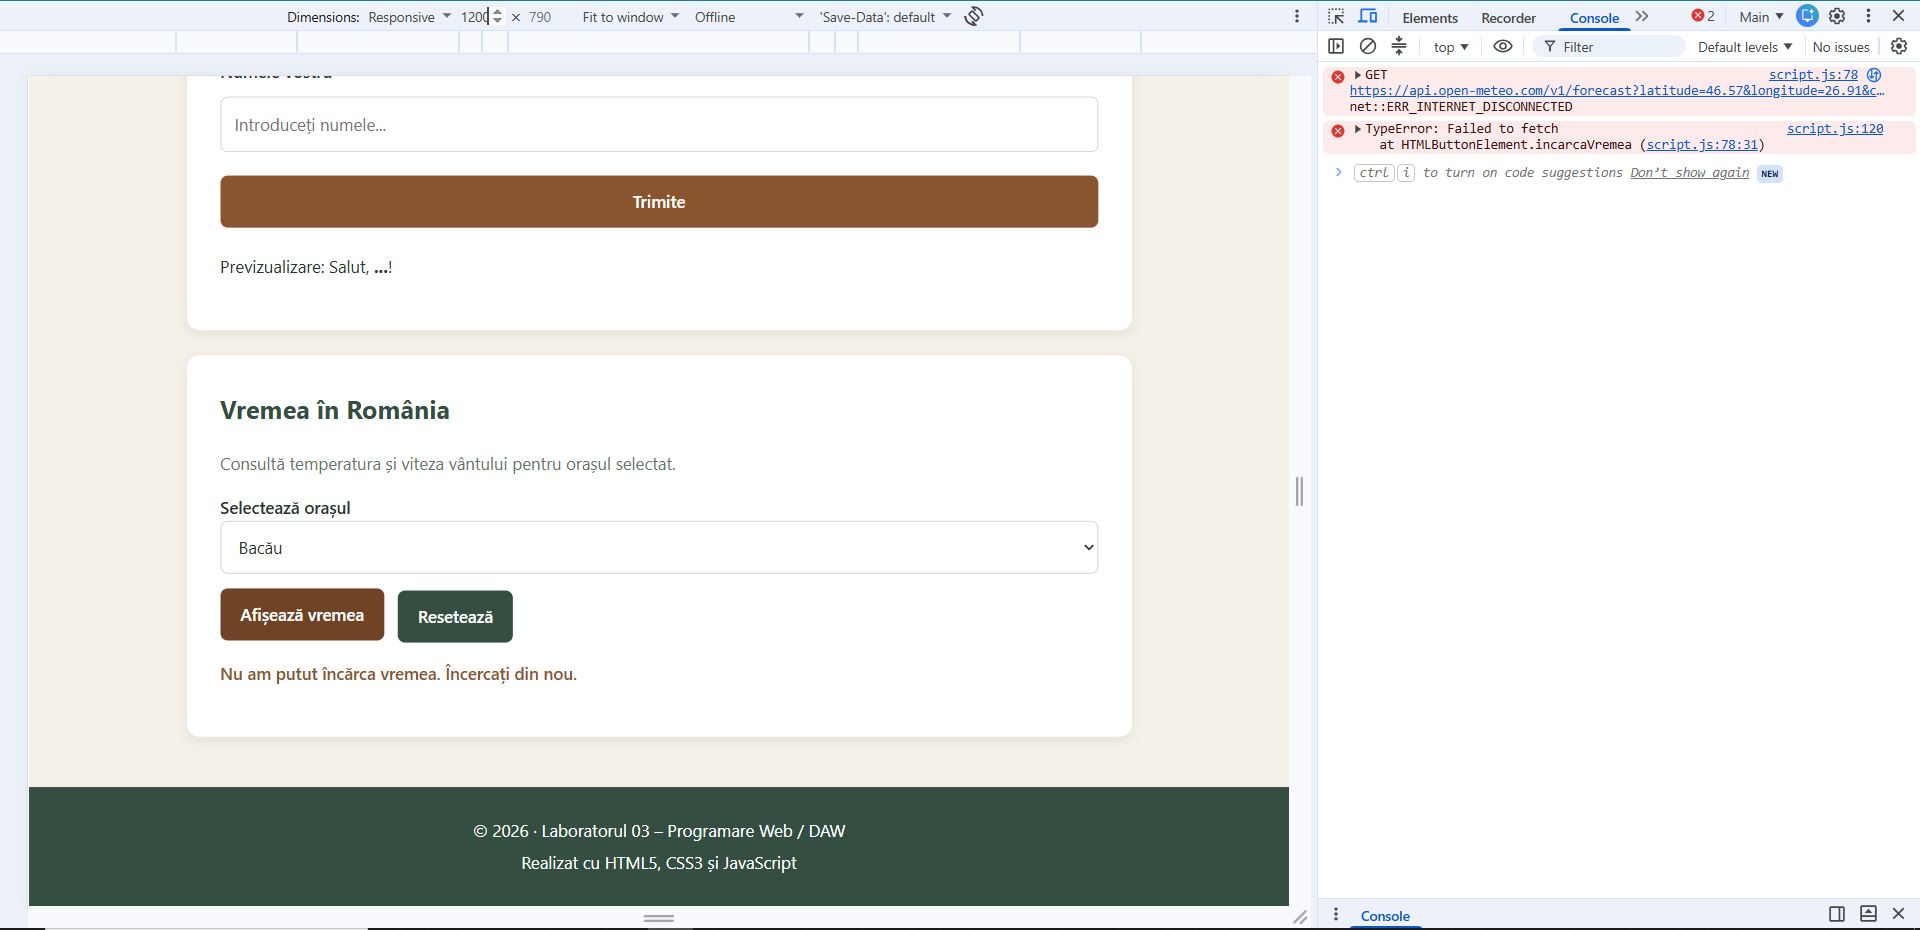 Dimensions: Responsive 1200 × 790 Fit to window Offline 'Save-Data': default
Elements Recorder Console 2 Main
top Filter Default levels No issues
Numele vostru
Introduceți numele...
Trimite
Previzualizare: Salut, ...!
Vremea în România
Consultă temperatura și viteza vântului pentru orașul selectat.
Selectează orașul
Bacău
Afișează vremea Resetează
Nu am putut încărca vremea. Încercați din nou.
© 2026 · Laboratorul 03 – Programare Web / DAW
Realizat cu HTML5, CSS3 și JavaScript
GET script.js:78
https://api.open-meteo.com/v1/forecast?latitude=46.57&longitude=26.91&c…
net::ERR_INTERNET_DISCONNECTED
TypeError: Failed to fetch script.js:120
at HTMLButtonElement.incarcaVremea (script.js:78:31)
ctrl i to turn on code suggestions Don't show again NEW
Console